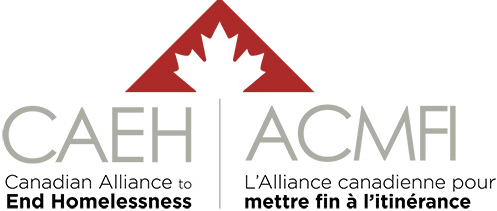 CAEH
Canadian Alliance to
End Homelessness
ACMFI
L'Alliance canadienne pour
mettre fin à l'itinérance